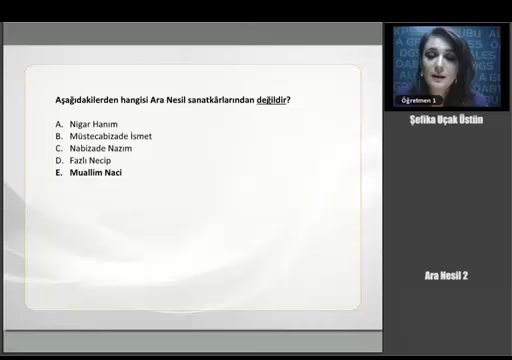 Aşağıdakilerden hangisi Ara Nesil sanatkârlarından değildir?
A. Nigar Hanım
B. Müstecabizade İsmet
C. Nabizade Nazım
D. Fazlı Necip
E. Muallim Naci
Öğretmen 1
Şefika Uçak Üstün
Ara Nesil 2